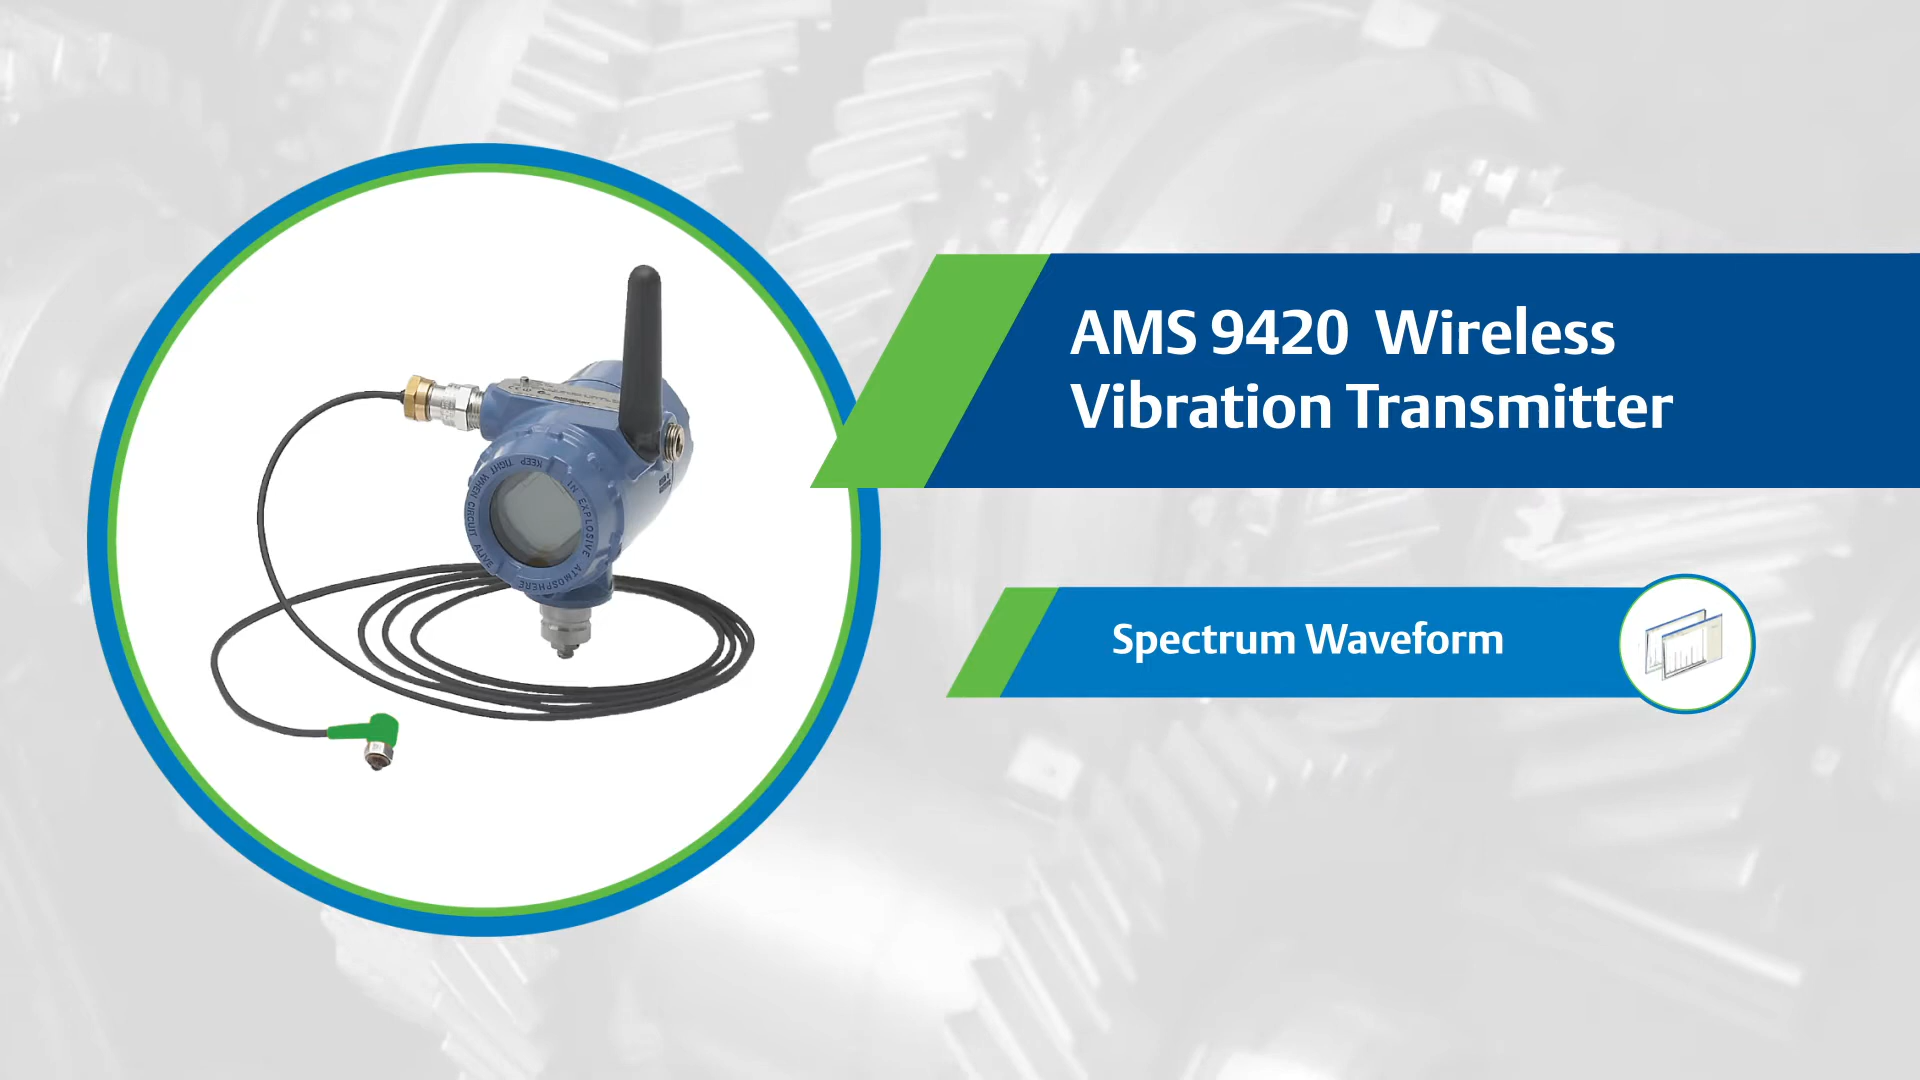 AMS 9420  Wireless
Vibration Transmitter
Spectrum Waveform
KEEP TIGHT WHEN CIRCUIT ALIVE
IN EXPLOSIVE ATMOSPHERE